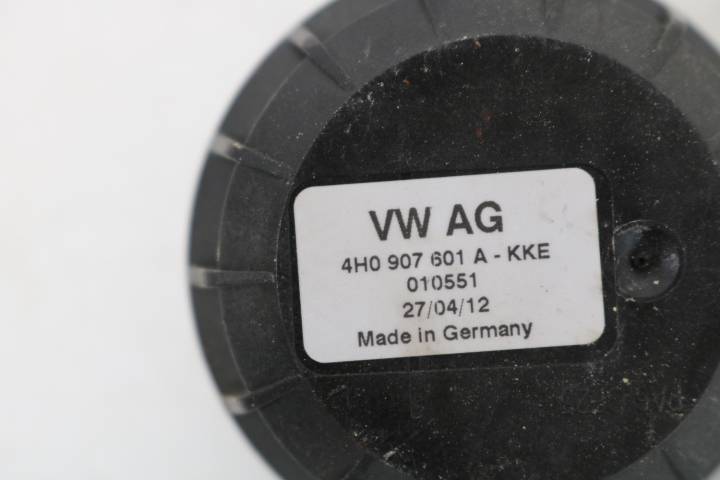 VW AG
4H0 907 601 A - KKE
010551
27/04/12
Made in Germany